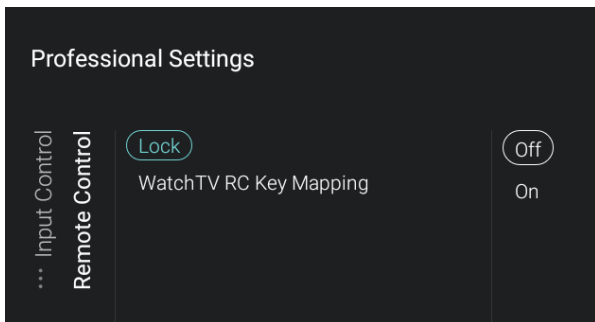 Professional Settings
... Input Control
Remote Control
Lock
WatchTV RC Key Mapping
Off
On